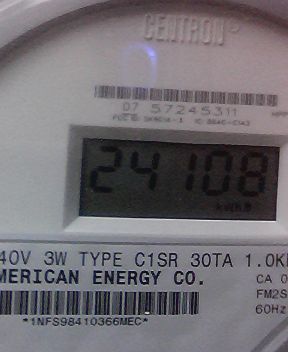 CENTRON®
07 57245311
24108
40V 3W TYPE C1SR 30TA 1.0K
MERICAN ENERGY CO.
CA 0
FM2S
60Hz
*1NFS98410366MEC*